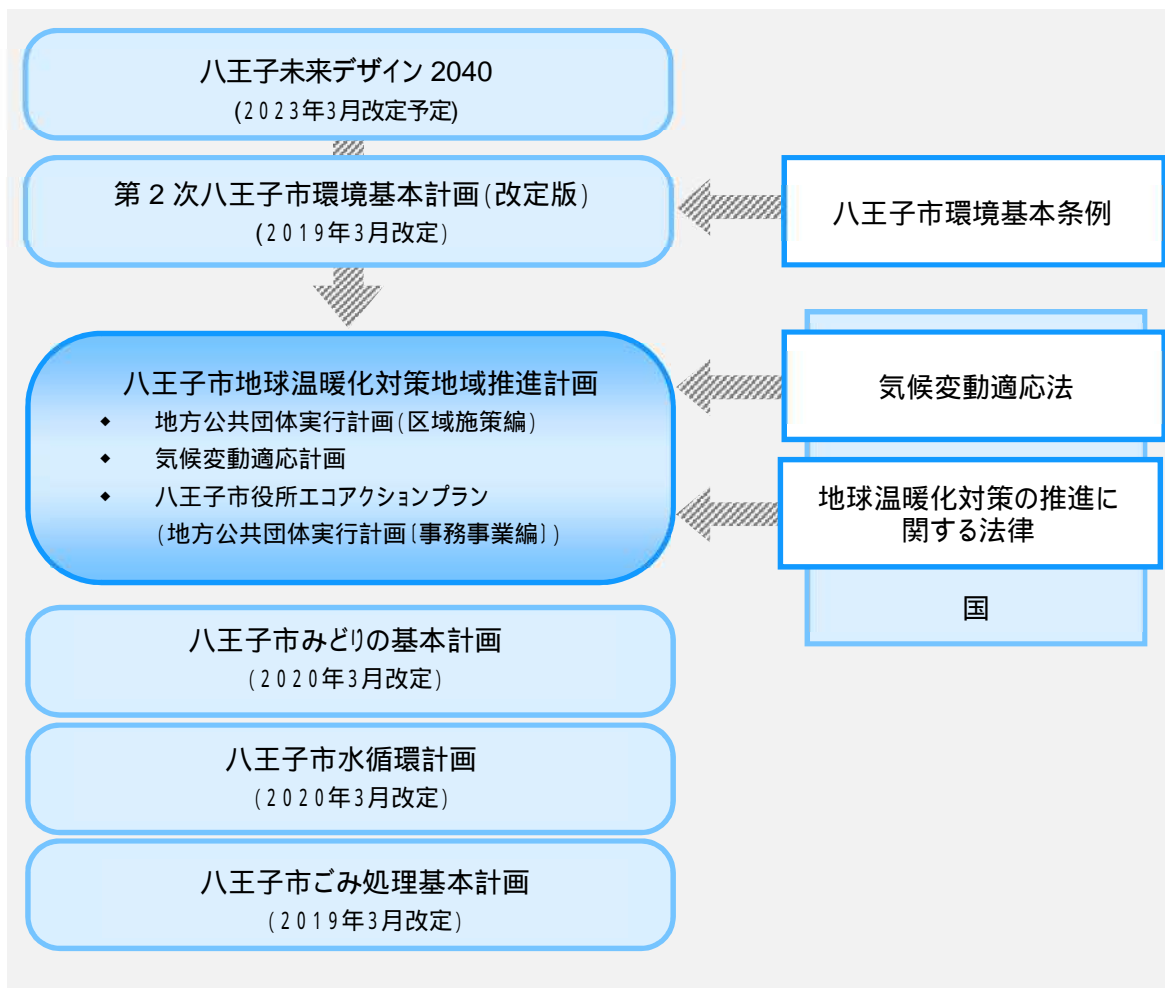 八王子未来デザイン 2040
(2023年3月改定予定)
第 2 次八王子市環境基本計画(改定版)
(2019年3月改定)
八王子市環境基本条例
八王子市地球温暖化対策地域推進計画
◆ 地方公共団体実行計画(区域施策編)
◆ 気候変動適応計画
◆ 八王子市役所エコアクションプラン
(地方公共団体実行計画〔事務事業編〕)
気候変動適応法
地球温暖化対策の推進に
関する法律
国
八王子市みどりの基本計画
(2020年3月改定)
八王子市水循環計画
(2020年3月改定)
八王子市ごみ処理基本計画
(2019年3月改定)